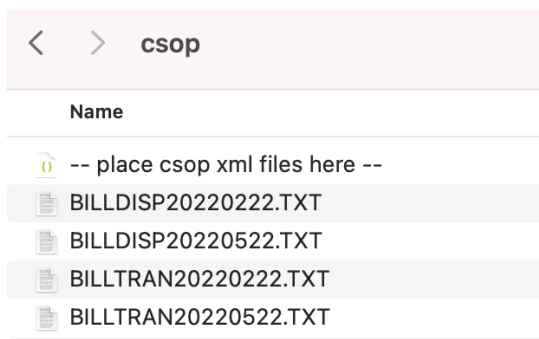 csop
Name
-- place csop xml files here --
BILLDISP20220222.TXT
BILLDISP20220522.TXT
BILLTRAN20220222.TXT
BILLTRAN20220522.TXT